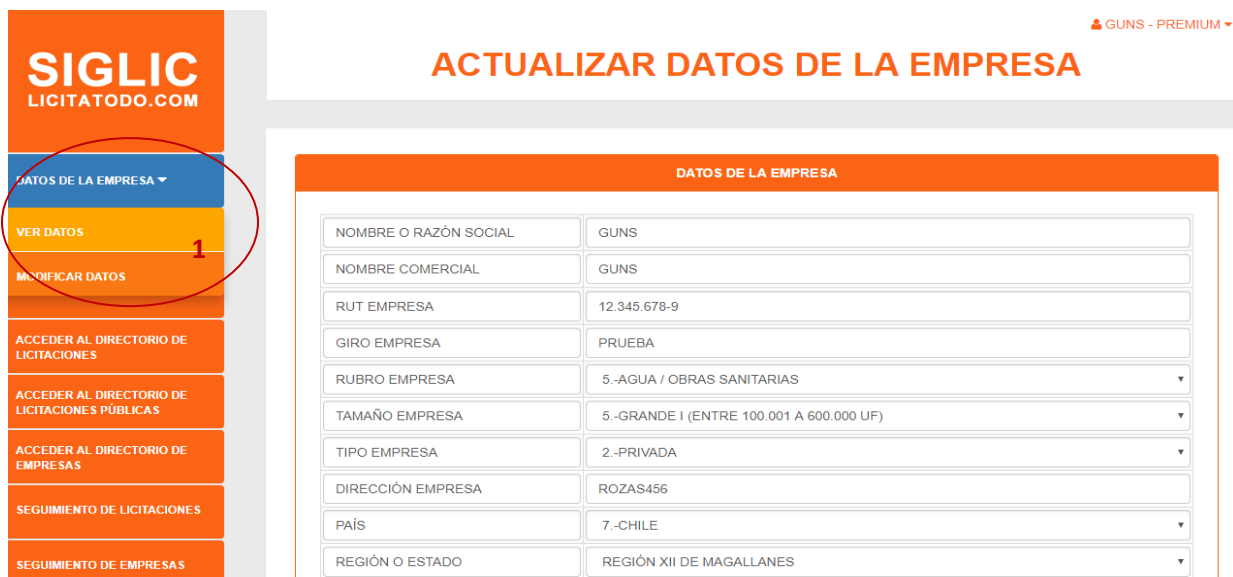 GUNS - PREMIUM
SIGLIC
LICITATODO.COM
ACTUALIZAR DATOS DE LA EMPRESA
DATOS DE LA EMPRESA
VER DATOS
1
MODIFICAR DATOS
ACCEDER AL DIRECTORIO DE
LICITACIONES
ACCEDER AL DIRECTORIO DE
LICITACIONES PÚBLICAS
ACCEDER AL DIRECTORIO DE
EMPRESAS
SEGUIMIENTO DE LICITACIONES
SEGUIMIENTO DE EMPRESAS
DATOS DE LA EMPRESA
NOMBRE O RAZÓN SOCIAL GUNS
NOMBRE COMERCIAL GUNS
RUT EMPRESA 12.345.678-9
GIRO EMPRESA PRUEBA
RUBRO EMPRESA 5.-AGUA / OBRAS SANITARIAS
TAMAÑO EMPRESA 5.-GRANDE I (ENTRE 100.001 A 600.000 UF)
TIPO EMPRESA 2.-PRIVADA
DIRECCIÓN EMPRESA ROZAS456
PAÍS 7.-CHILE
REGIÓN O ESTADO REGIÓN XII DE MAGALLANES